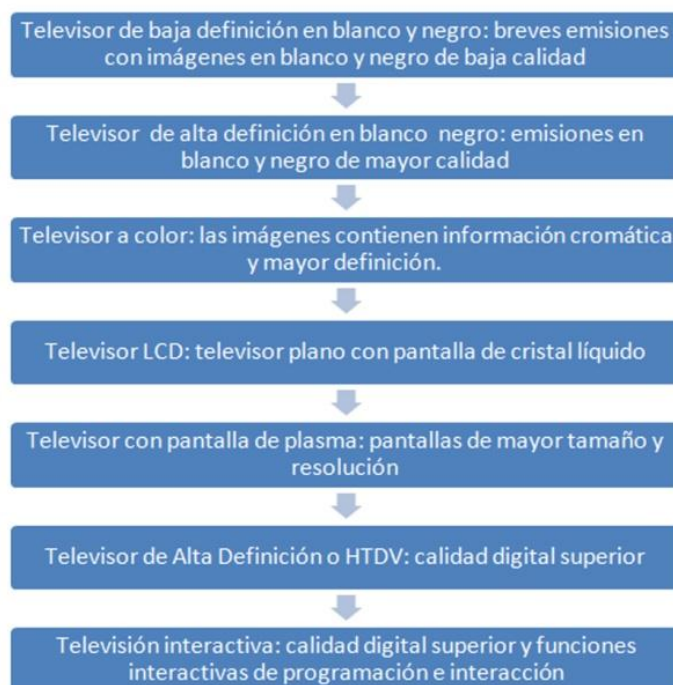 Televisor de baja definición en blanco y negro: breves emisiones
con imágenes en blanco y negro de baja calidad
Televisor de alta definición en blanco negro: emisiones en
blanco y negro de mayor calidad
Televisor a color: las imágenes contienen información cromática
y mayor definición.
Televisor LCD: televisor plano con pantalla de cristal líquido
Televisor con pantalla de plasma: pantallas de mayor tamaño y
resolución
Televisor de Alta Definición o HTDV: calidad digital superior
Televisión interactiva: calidad digital superior y funciones
interactivas de programación e interacción